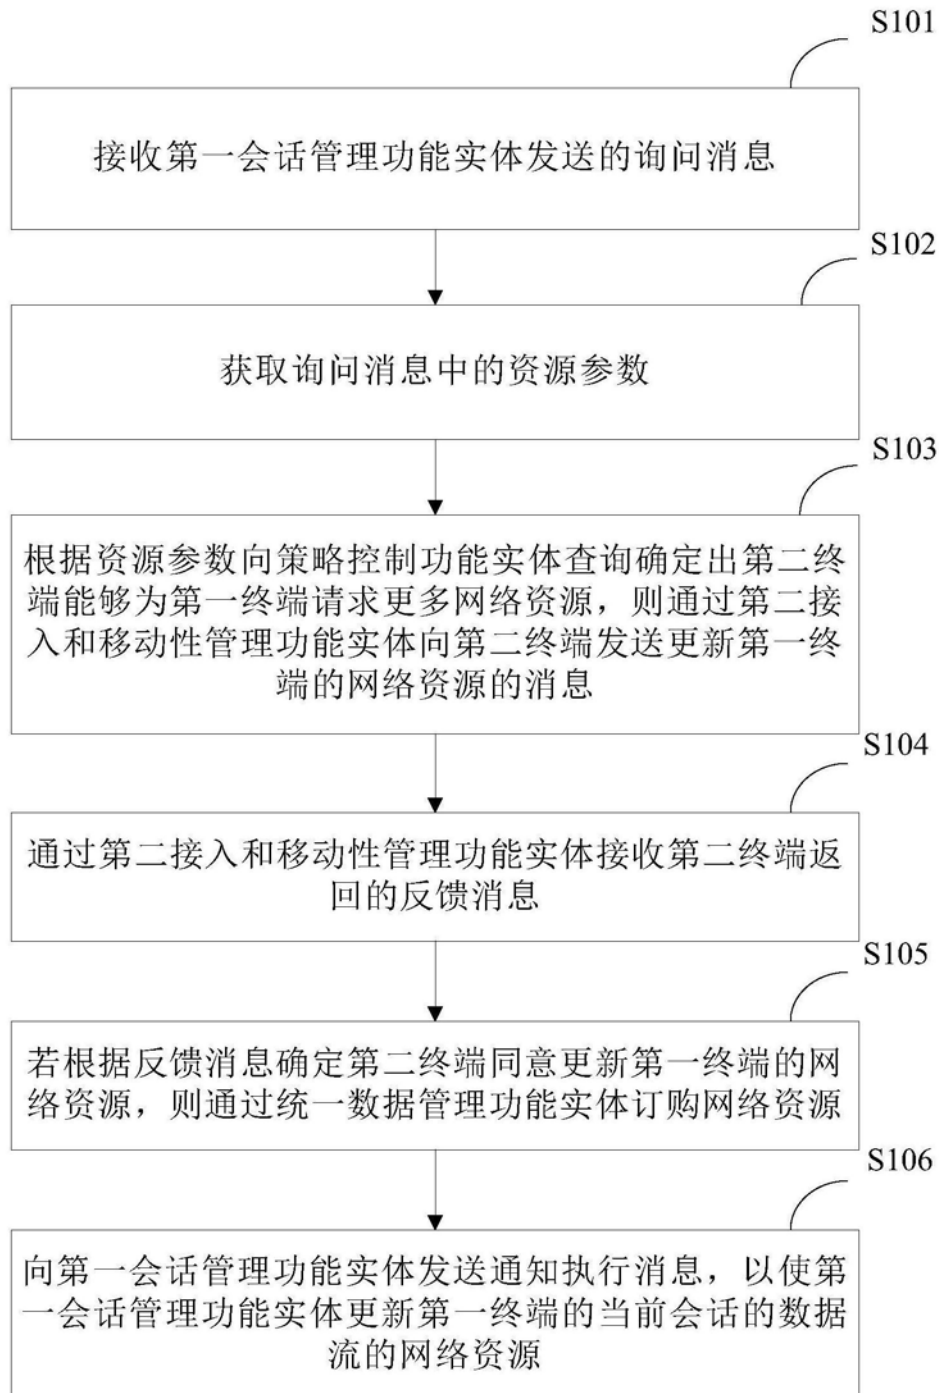 S101
接收第一会话管理功能实体发送的询问消息
S102
获取询问消息中的资源参数
S103
根据资源参数向策略控制功能实体查询确定出第二终
端能够为第一终端请求更多网络资源，则通过第二接
入和移动性管理功能实体向第二终端发送更新第一终
端的网络资源的消息
S104
通过第二接入和移动性管理功能实体接收第二终端返
回的反馈消息
S105
若根据反馈消息确定第二终端同意更新第一终端的网
络资源，则通过统一数据管理功能实体订购网络资源
S106
向第一会话管理功能实体发送通知执行消息，以使第
一会话管理功能实体更新第一终端的当前会话的数据
流的网络资源